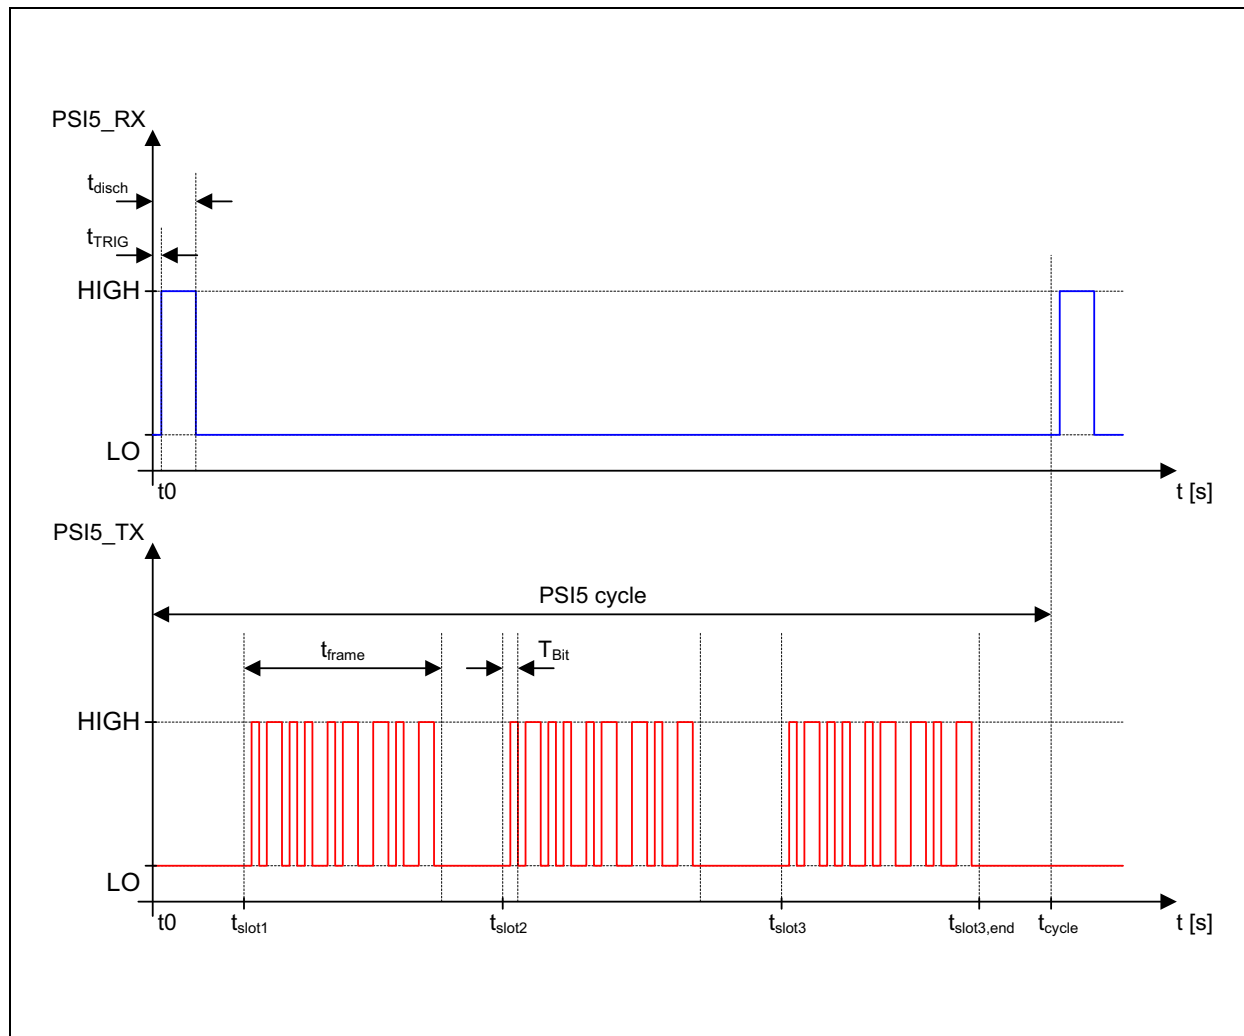 PSI5_RX
tdisch
tTRIG
HIGH
LO
t0
t [s]
PSI5_TX
PSI5 cycle
tframe
TBit
HIGH
LO
t0
tslot1
tslot2
tslot3
tslot3,end
tcycle
t [s]